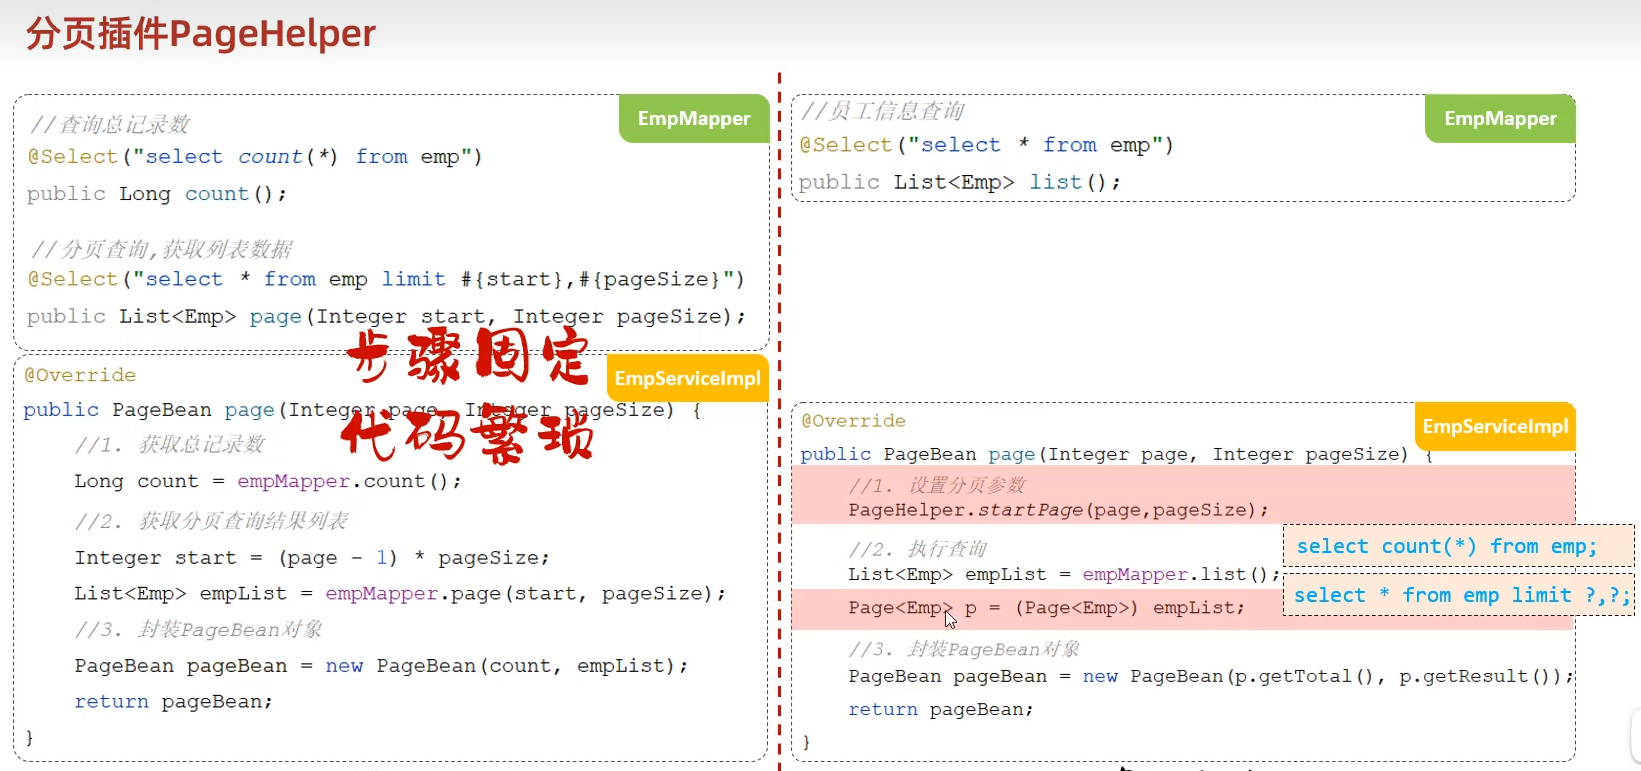 分页插件PageHelper
EmpMapper
//查询总记录数
@Select("select count(*) from emp")
public Long count();
//分页查询,获取列表数据
@Select("select * from emp limit #{start},#{pageSize}")
public List<Emp> page(Integer start, Integer pageSize);
步骤固定
代码繁琐
EmpServiceImpl
@Override
public PageBean page(Integer page, Integer pageSize) {
//1. 获取总记录数
Long count = empMapper.count();
//2. 获取分页查询结果列表
Integer start = (page - 1) * pageSize;
List<Emp> empList = empMapper.page(start, pageSize);
//3. 封装PageBean对象
PageBean pageBean = new PageBean(count, empList);
return pageBean;
}
EmpMapper
//员工信息查询
@Select("select * from emp")
public List<Emp> list();
EmpServiceImpl
@Override
public PageBean page(Integer page, Integer pageSize) {
//1. 设置分页参数
PageHelper.startPage(page,pageSize);
//2. 执行查询
List<Emp> empList = empMapper.list();
Page<Emp> p = (Page<Emp>) empList;
select count(*) from emp;
select * from emp limit ?,?;
//3. 封装PageBean对象
PageBean pageBean = new PageBean(p.getTotal(), p.getResult());
return pageBean;
}